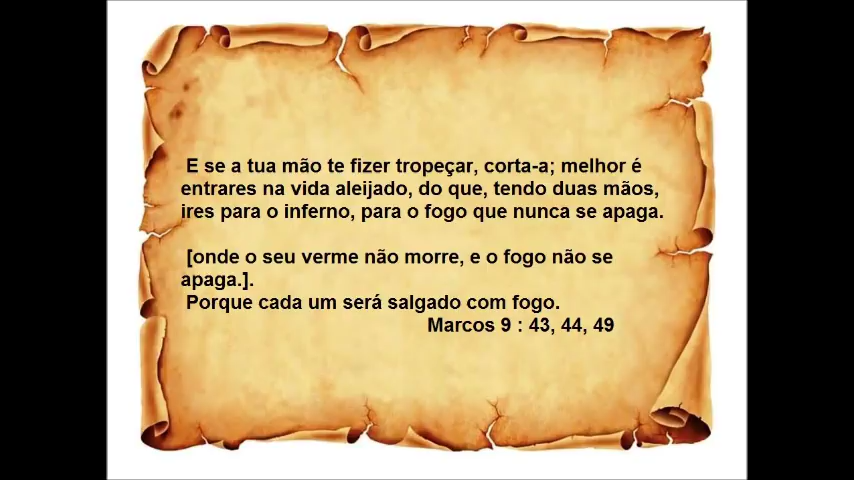 E se a tua mão te fizer tropeçar, corta-a; melhor é
entrares na vida aleijado, do que, tendo duas mãos,
ires para o inferno, para o fogo que nunca se apaga.
[onde o seu verme não morre, e o fogo não se
apaga.].
Porque cada um será salgado com fogo.
Marcos 9 : 43, 44, 49